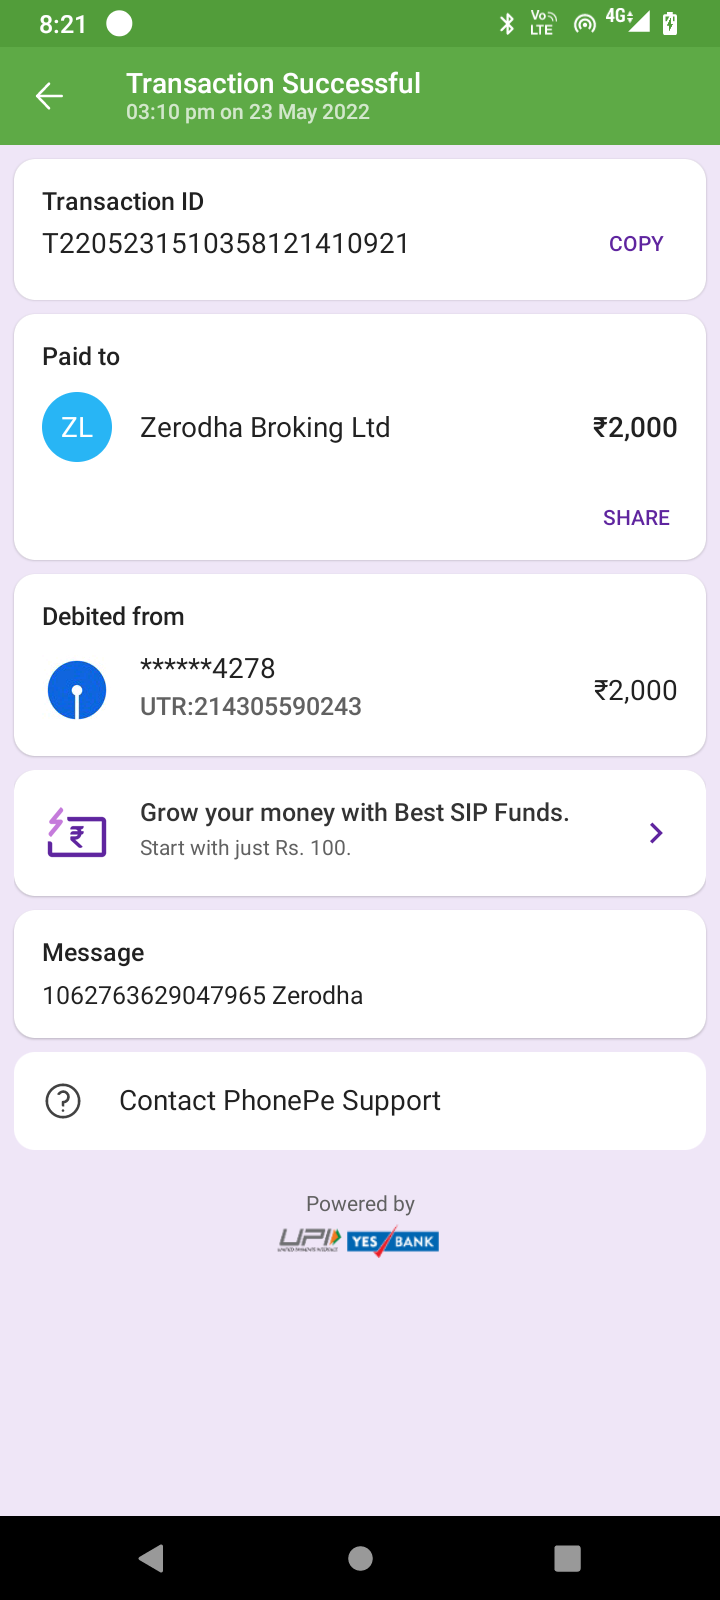 8:21
Vo
LTE
4G
Transaction Successful
03:10 pm on 23 May 2022
Transaction ID
T2205231510358121410921
COPY
Paid to
ZL
Zerodha Broking Ltd
₹2,000
SHARE
Debited from
******4278
UTR:214305590243
₹2,000
Grow your money with Best SIP Funds.
Start with just Rs. 100.
Message
1062763629047965 Zerodha
Contact PhonePe Support
Powered by
UPI
UNIFIED PAYMENTS INTERFACE
YES BANK